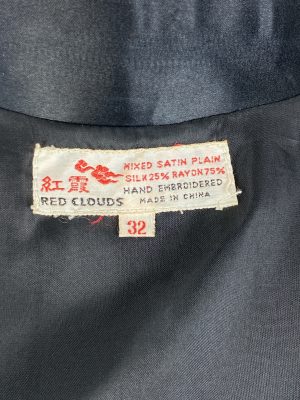 MIXED SATIN PLAIN
SILK 25% RAYON 75%
紅霞
HAND EMBROIDERED
RED CLOUDS
MADE IN CHINA
32